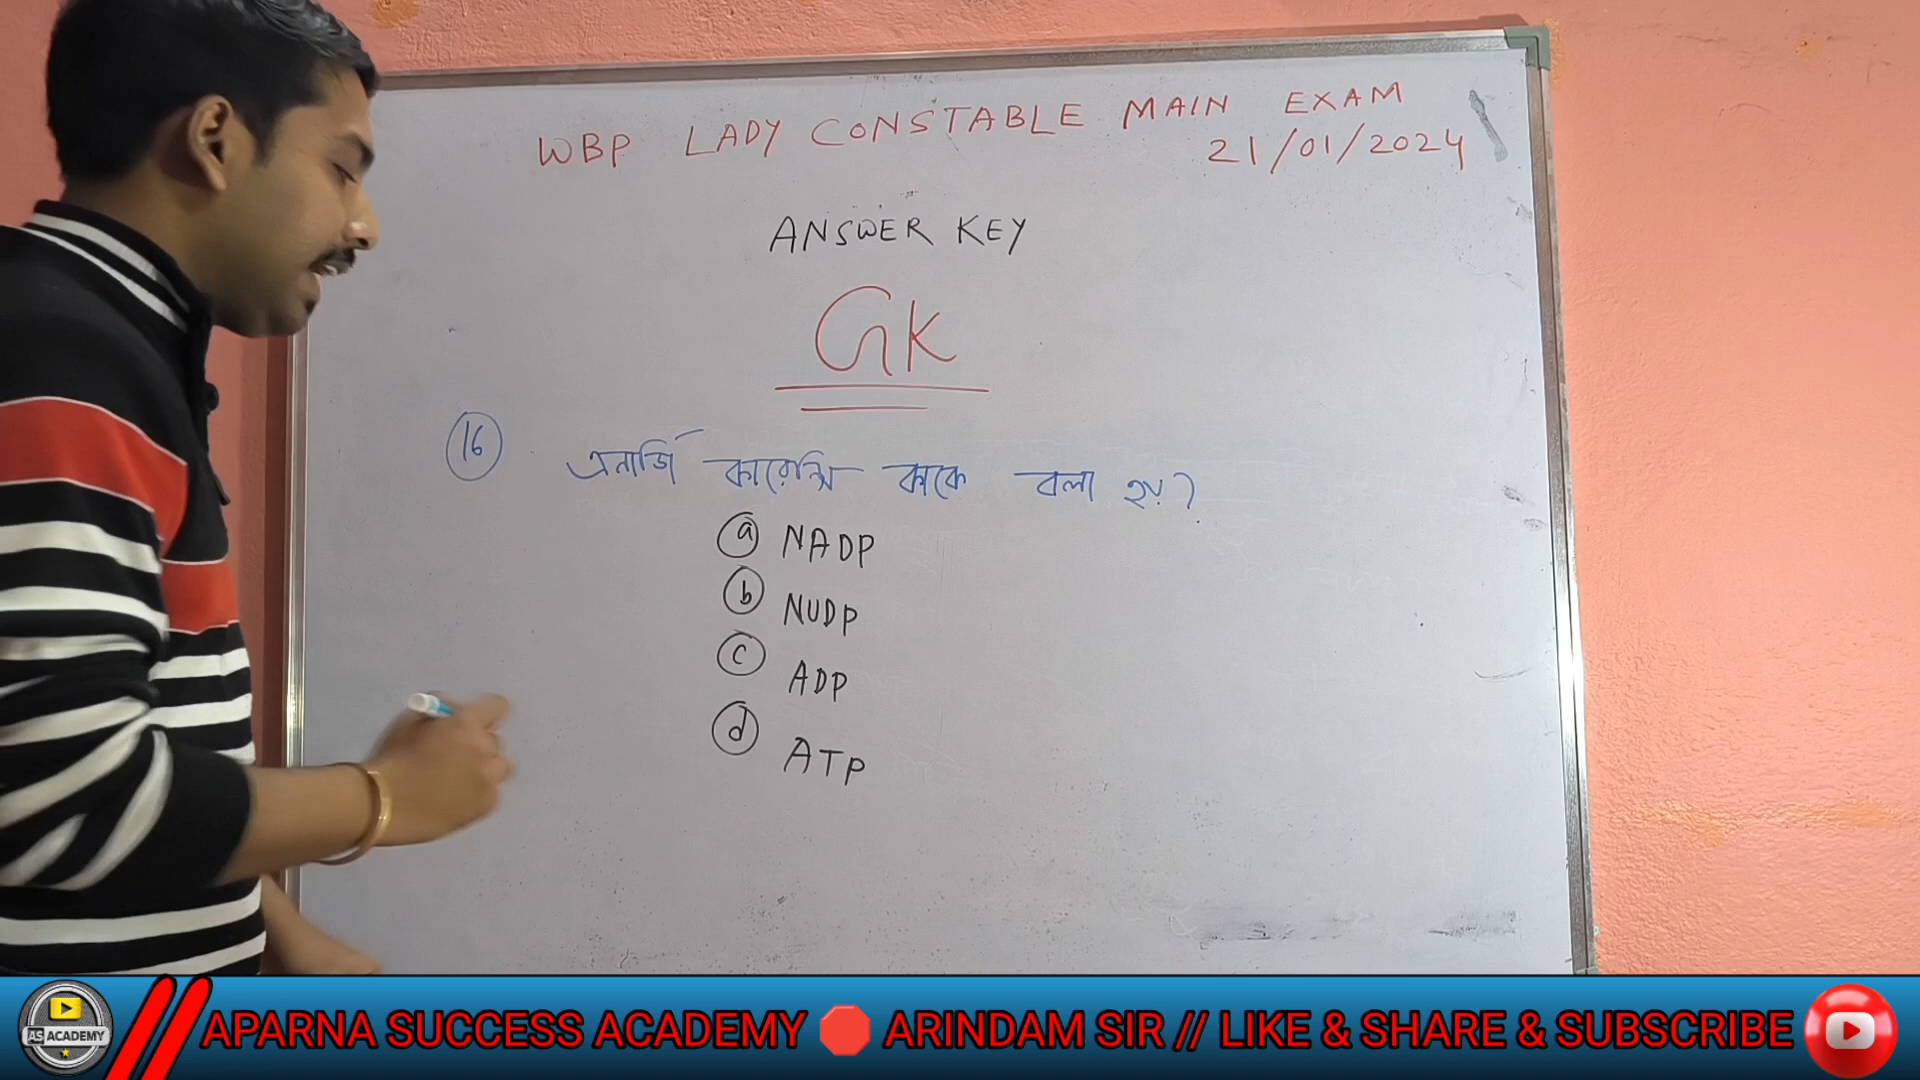 WBP LADY CONSTABLE MAIN EXAM
21/01/2024
ANSWER KEY
GK
16 এনার্জি কারেন্সি কাকে বলা হয়?
a NADP
b NUDP
c ADP
d ATP
AS ACADEMY
APARNA SUCCESS ACADEMY ARINDAM SIR // LIKE & SHARE & SUBSCRIBE